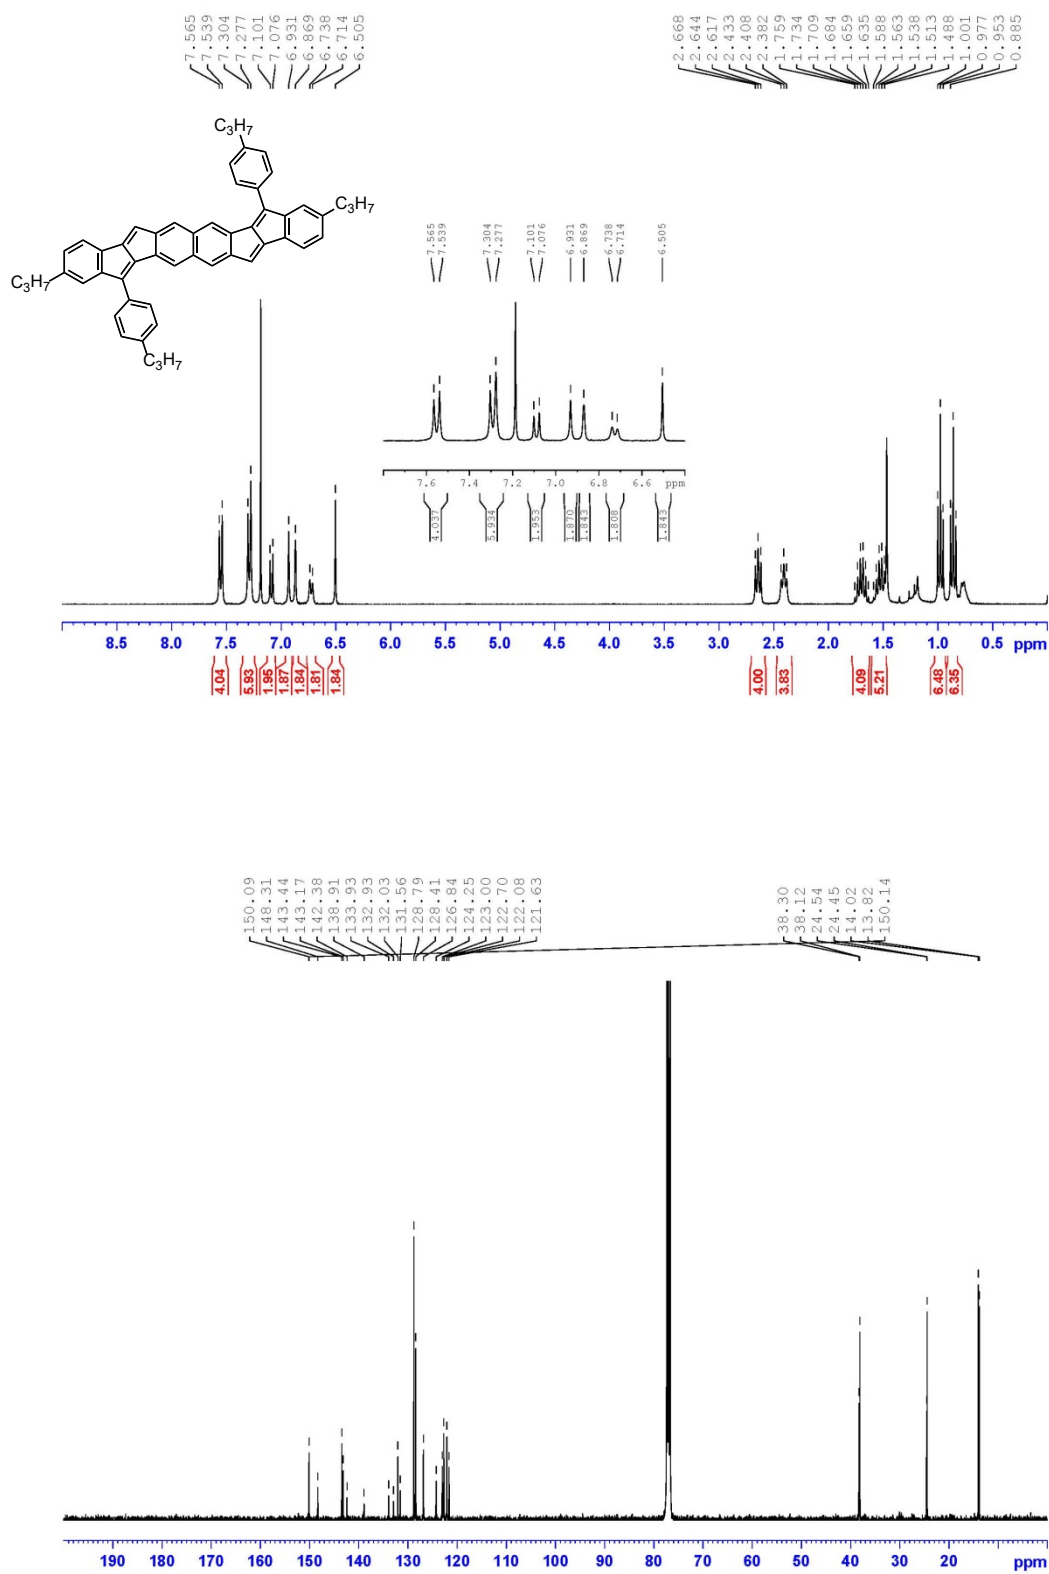 7.565 7.539 7.304 7.277 7.101 7.076 6.931 6.869 6.738 6.714 6.505
2.668 2.644 2.617 2.433 2.408 2.382 1.759 1.734 1.709 1.684 1.659 1.635 1.588 1.563 1.538 1.513 1.488 1.001 0.977 0.953 0.885
C3H7
C3H7
C3H7
C3H7
7.565 7.539 7.304 7.277 7.101 7.076 6.931 6.869 6.738 6.714 6.505
7.6 7.4 7.2 7.0 6.8 6.6 ppm
4.037 5.934 1.953 1.870 1.843 1.808 1.843
8.5 8.0 7.5 7.0 6.5 6.0 5.5 5.0 4.5 4.0 3.5 3.0 2.5 2.0 1.5 1.0 0.5 ppm
4.04 5.93 1.95 1.87 1.84 1.81 1.84 4.00 3.83 4.09 5.21 6.48 6.35
150.09 148.31 143.44 143.17 142.38 138.91 133.93 132.93 132.03 131.56 128.79 128.41 126.84 124.25 123.00 122.70 122.08 121.63
38.30 38.12 24.54 24.45 14.02 13.82 150.14
190 180 170 160 150 140 130 120 110 100 90 80 70 60 50 40 30 20 ppm